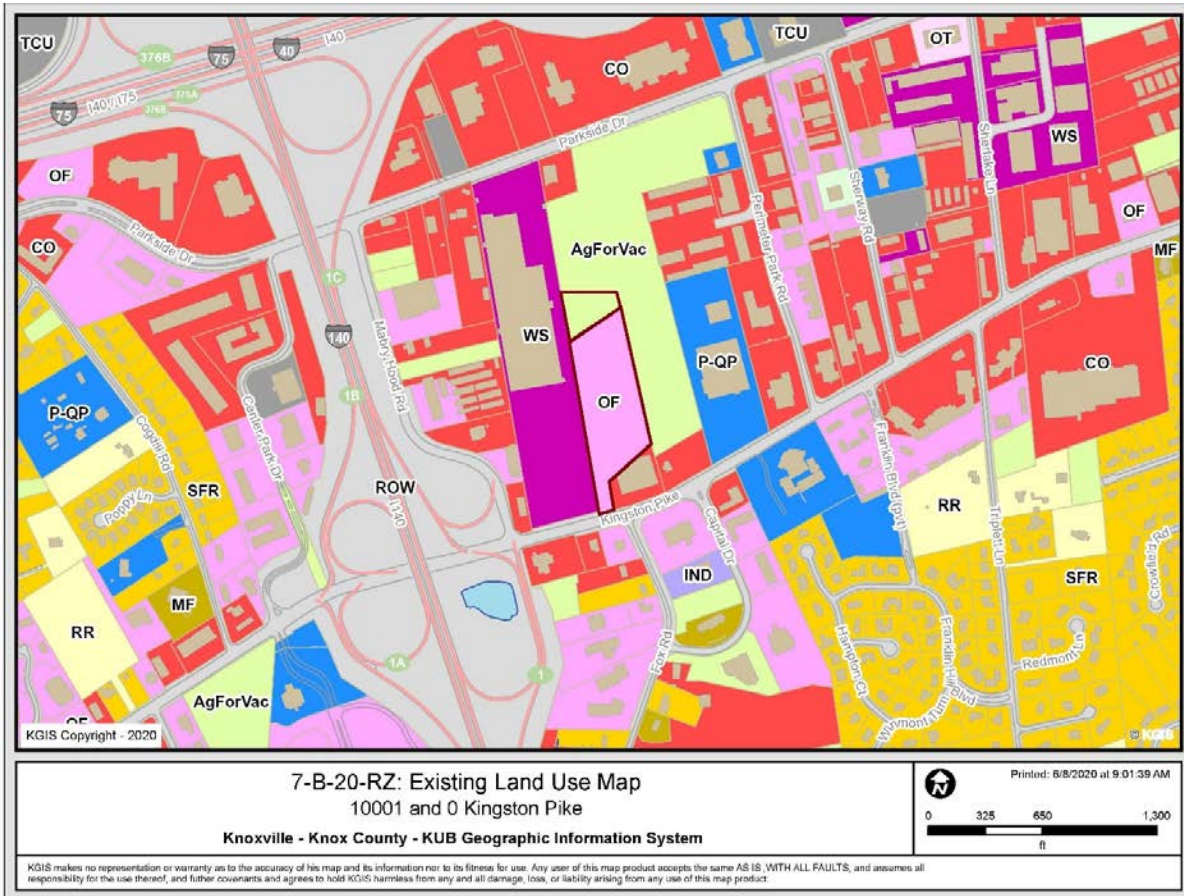 TCU
376B
75
40
I40
TCU
OT
CO
I40 / I75
376A
376B
75
Parkside Dr
Sherlake Ln
WS
OF
Sherway Rd
Perimeter Park Rd
OF
CO
Parkside Dr
AgForVac
MF
1C
140
Mabry Hood Rd
WS
P-QP
CO
OF
P-QP
Cogdill Rd
Center Park Dr
1B
SFR
ROW
I140
Poppy Ln
Kingston Pike
Capital Dr
Franklin Blvd (pvt)
Triplett Ln
RR
Crowfield Rd
IND
SFR
MF
RR
Fox Rd
Hampton Ct
Franklin Hill Blvd
Redmont Ln
1A
1
AgForVac
OF
KGIS Copyright - 2020
© KGIS
7-B-20-RZ: Existing Land Use Map
10001 and 0 Kingston Pike
Knoxville - Knox County - KUB Geographic Information System
N
Printed: 6/8/2020 at 9:01:39 AM
0 325 650 1,300
ft
KGIS makes no representation or warranty as to the accuracy of his map and its information nor to its fitness for use. Any user of this map product accepts the same AS IS ,WITH ALL FAULTS, and assumes all
responsibility for the use thereof, and futher covenants and agrees to hold KGIS harmless from any and all damage, loss, or liability arising from any use of this map product.